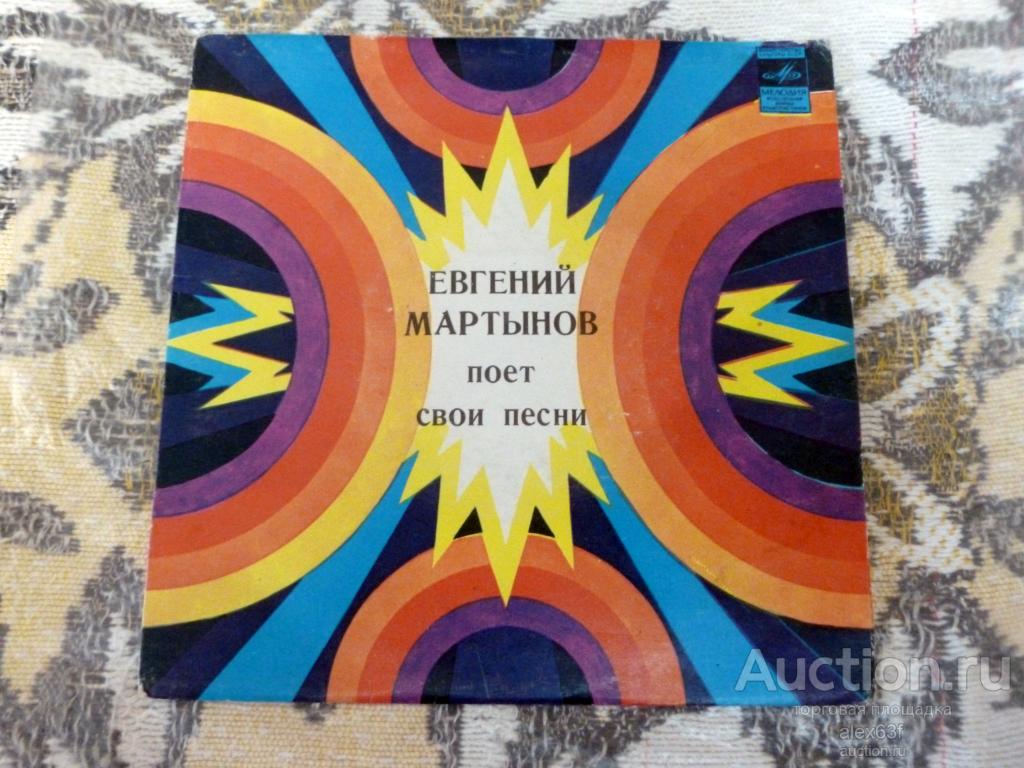 МЕЛОДИЯ
ЕВГЕНИЙ
МАРТЫНОВ
поет
свои песни
Auction.ru
торговая площадка
alex63f
auction.ru